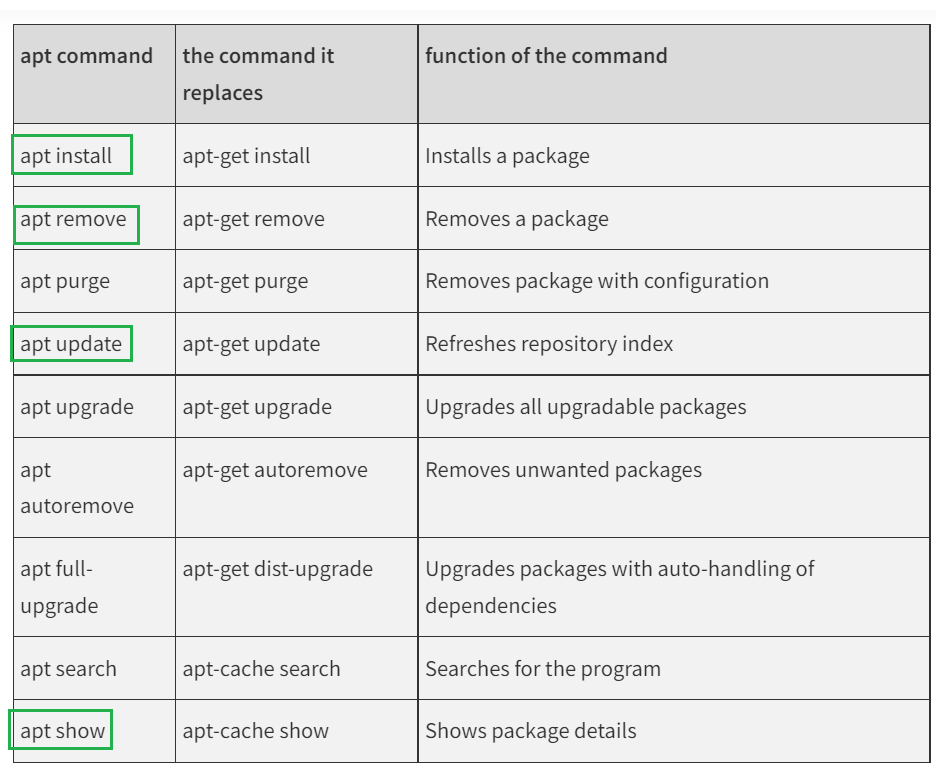 apt command the command it function of the command
replaces
apt install apt-get install Installs a package
apt remove apt-get remove Removes a package
apt purge apt-get purge Removes package with configuration
apt update apt-get update Refreshes repository index
apt upgrade apt-get upgrade Upgrades all upgradable packages
apt apt-get autoremove Removes unwanted packages
autoremove
apt full- apt-get dist-upgrade Upgrades packages with auto-handling of
upgrade dependencies
apt search apt-cache search Searches for the program
apt show apt-cache show Shows package details